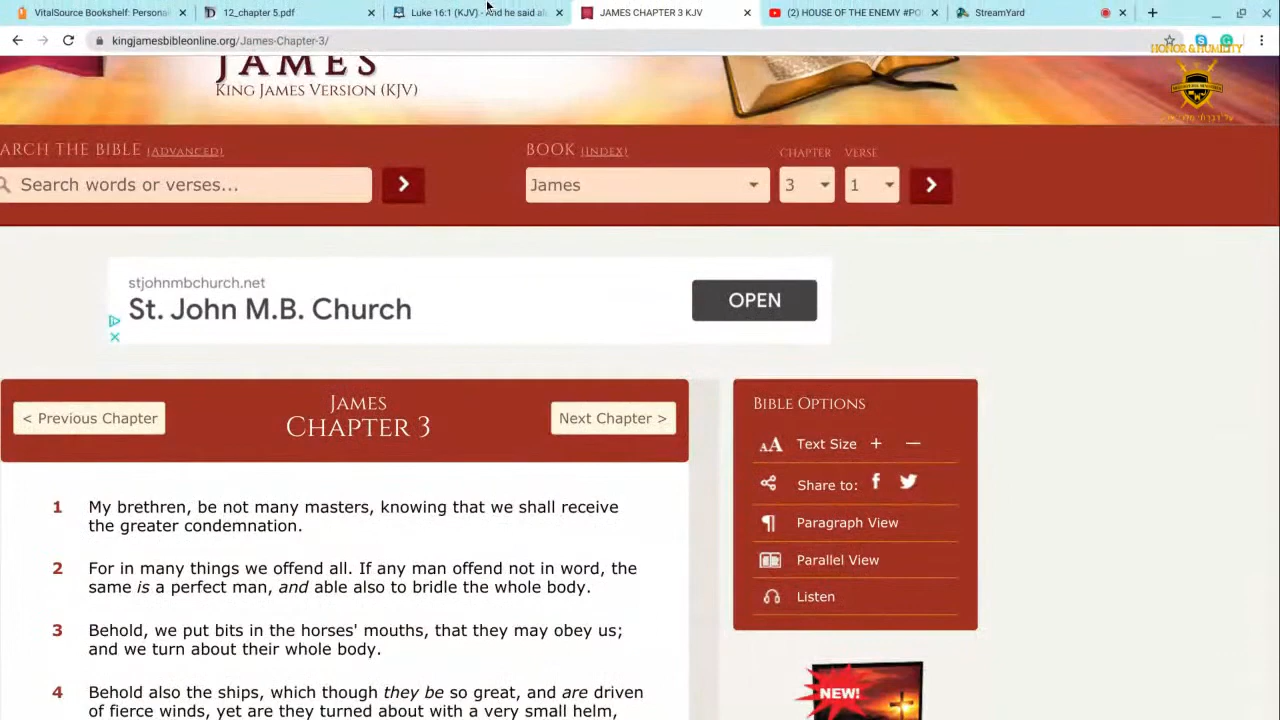 VitalSource Bookshelf: Persona
12_chapter 5.pdf
Luke 16:1 (KJV) - And he said al
JAMES CHAPTER 3 KJV
(2) HOUSE OF THE ENEMY #PO
StreamYard
kingjamesbibleonline.org/James-Chapter-3/
HONOR & HUMILITY
JAMES
KING JAMES VERSION (KJV)
ARCH THE BIBLE (ADVANCED)
BOOK (INDEX)
CHAPTER
VERSE
Search words or verses...
James
3
1
stjohnmbchurch.net
St. John M.B. Church
OPEN
< Previous Chapter
JAMES
CHAPTER 3
Next Chapter >
BIBLE OPTIONS
AA Text Size + —
Share to: f
Paragraph View
Parallel View
Listen
1 My brethren, be not many masters, knowing that we shall receive
the greater condemnation.
2 For in many things we offend all. If any man offend not in word, the
same is a perfect man, and able also to bridle the whole body.
3 Behold, we put bits in the horses' mouths, that they may obey us;
and we turn about their whole body.
4 Behold also the ships, which though they be so great, and are driven
of fierce winds, yet are they turned about with a very small helm,
NEW!